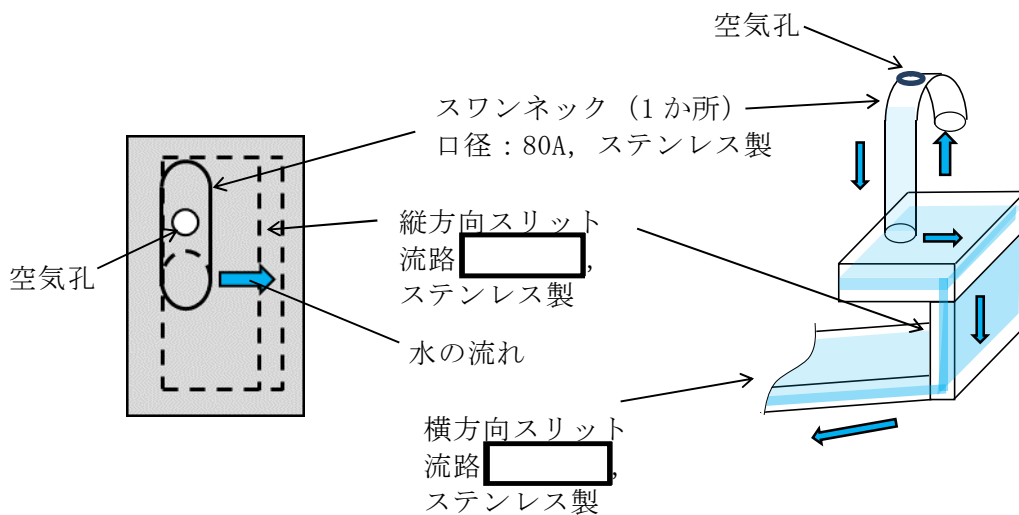 空気孔
スワンネック（1か所）
口径：80A，ステンレス製
縦方向スリット
流路　　　，
ステンレス製
空気孔
水の流れ
横方向スリット
流路　　　，
ステンレス製